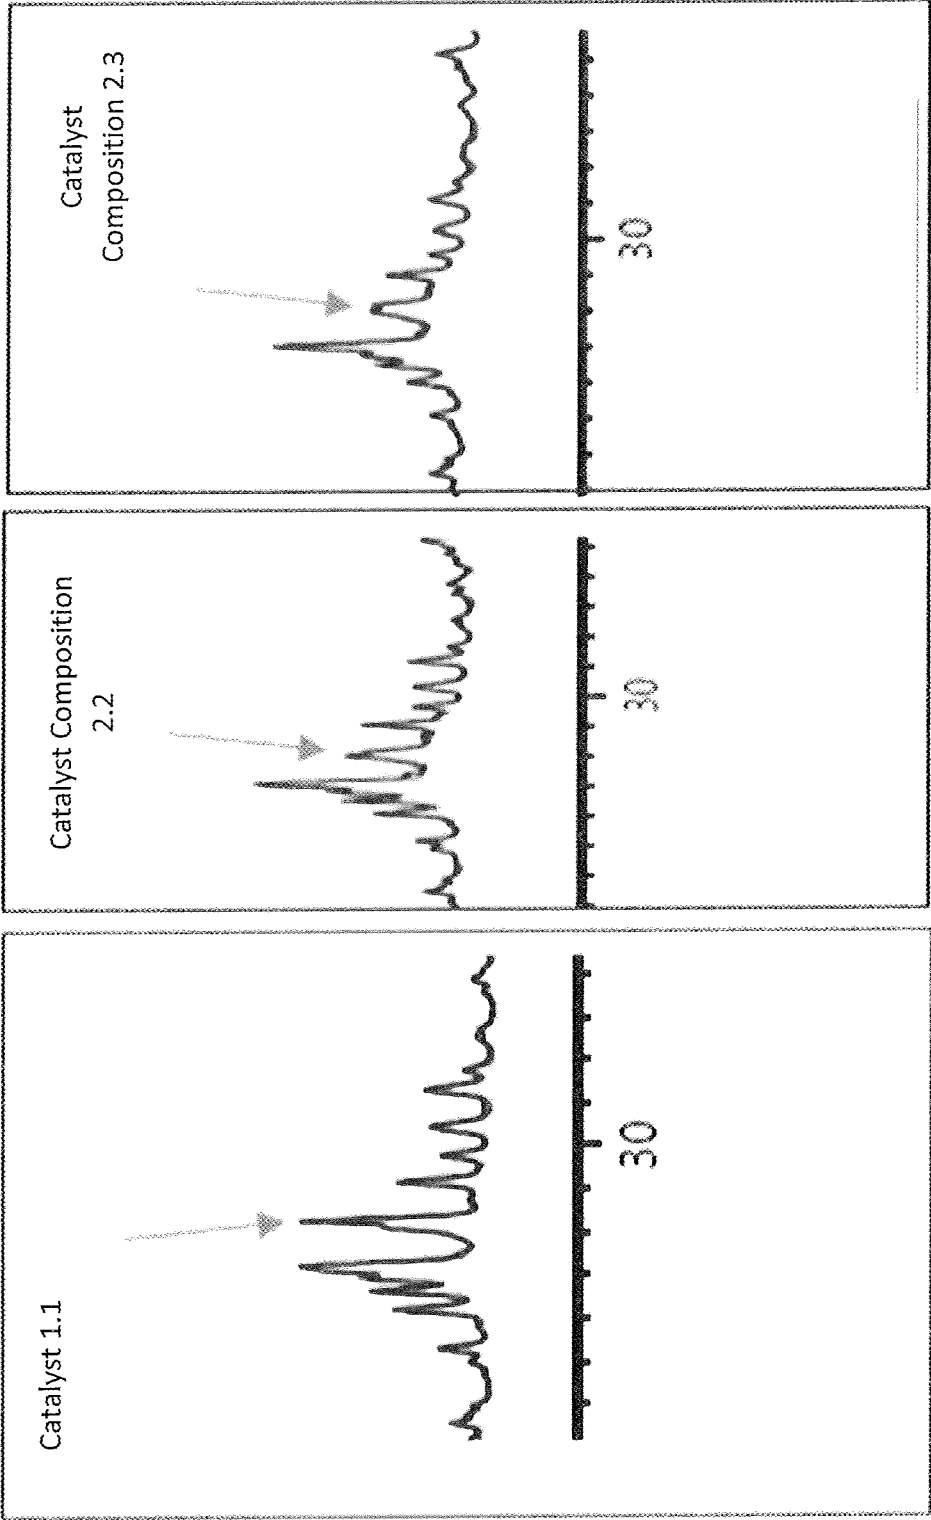 Catalyst 1.1
30
Catalyst Composition
2.2
30
Catalyst
Composition 2.3
30